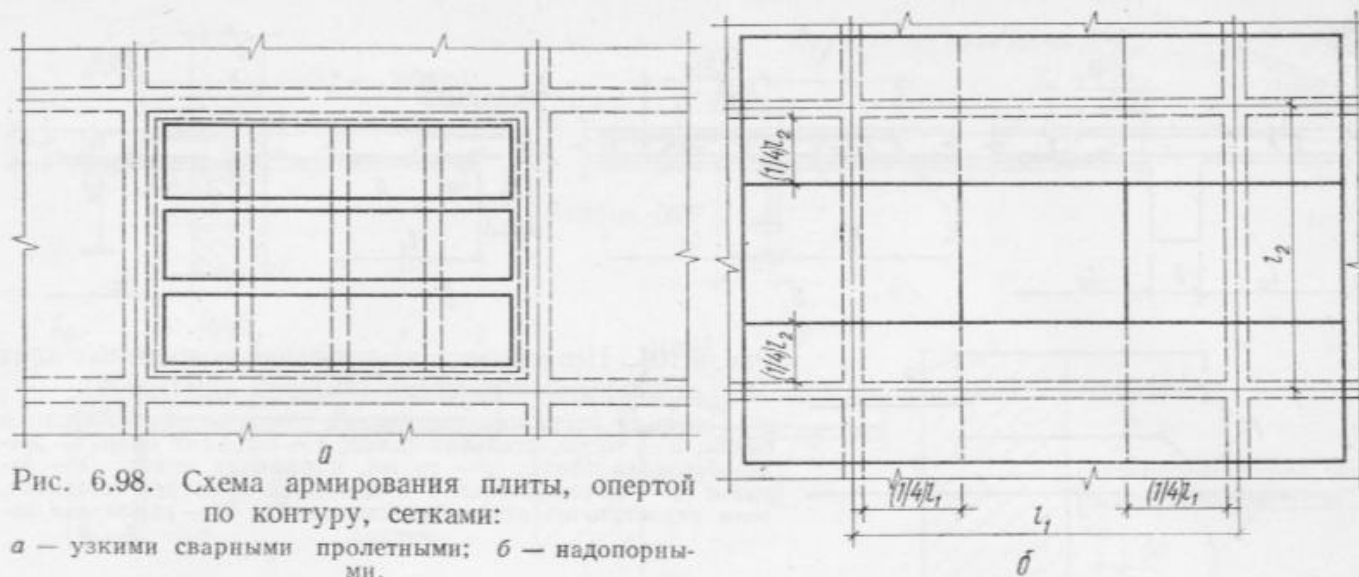 (1/4)l₂
l₂
(1/4)l₂
а
(1/4)l₁
(1/4)l₁
l₁
б
Рис. 6.98. Схема армирования плиты, опертой
по контуру, сетками:
а — узкими сварными пролетными; б — надопорны-
ми.